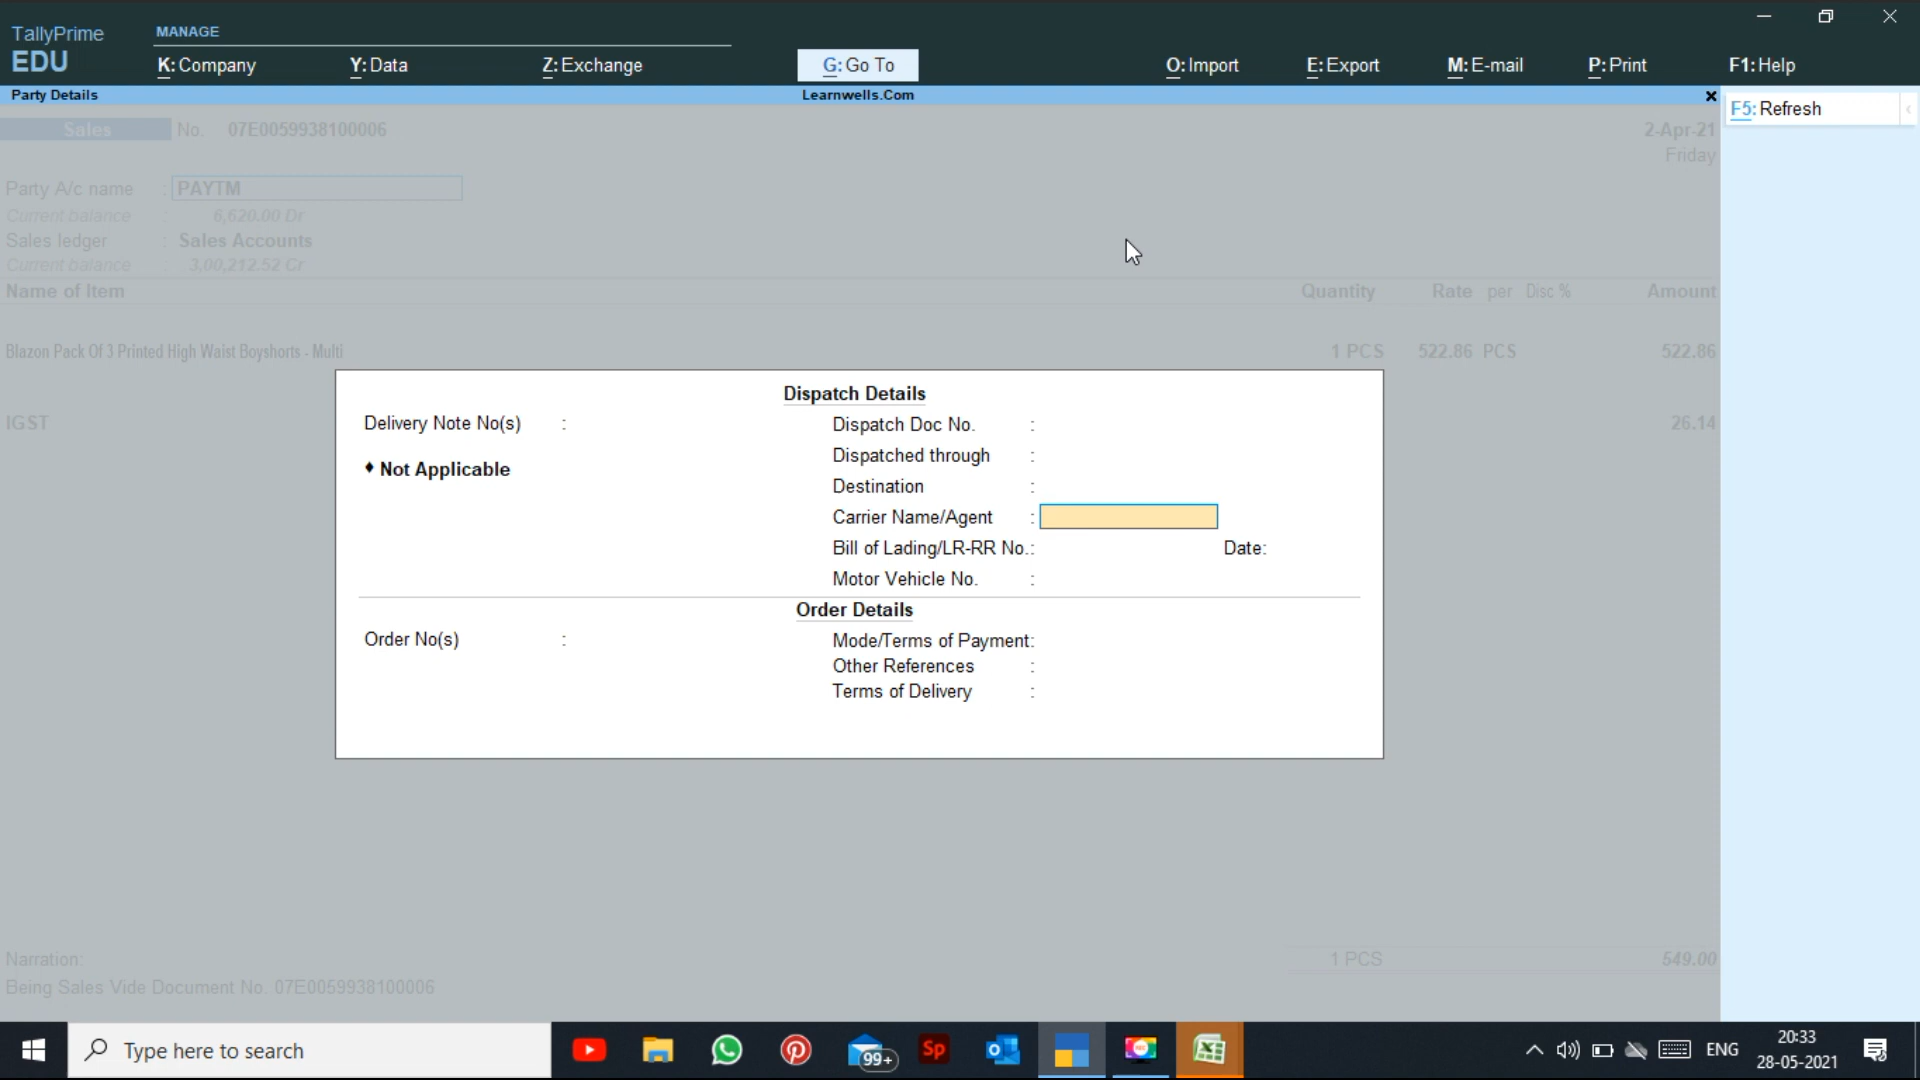 TallyPrime
EDU
MANAGE
K: Company
Y: Data
Z: Exchange
G: Go To
O: Import
E: Export
M: E-mail
P: Print
F1: Help
Party Details
Learnwells.Com
F5: Refresh
Sales No. 07E0059938100006
2-Apr-21
Friday
Party A/c name : PAYTM
Current balance : 6,620.00 Dr
Sales ledger : Sales Accounts
Current balance : 3,00,212.52 Cr
Name of Item Quantity Rate per Disc % Amount
Blazon Pack Of 3 Printed High Waist Boyshorts - Multi 1 PCS 522.86 PCS 522.86
IGST 26.14
Dispatch Details
Delivery Note No(s) :
♦ Not Applicable
Dispatch Doc No. :
Dispatched through :
Destination :
Carrier Name/Agent :
Bill of Lading/LR-RR No. : Date:
Motor Vehicle No. :
Order Details
Order No(s) :
Mode/Terms of Payment:
Other References :
Terms of Delivery :
Narration:
Being Sales Vide Document No. 07E0059938100006
1 PCS 549.00
Type here to search
99+
Sp
ENG
20:33
28-05-2021